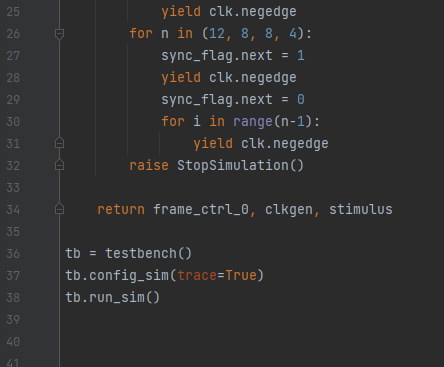 25 yield clk.negedge
26 for n in (12, 8, 8, 4):
27 sync_flag.next = 1
28 yield clk.negedge
29 sync_flag.next = 0
30 for i in range(n-1):
31 yield clk.negedge
32 raise StopSimulation()
33
34 return frame_ctrl_0, clkgen, stimulus
35
36 tb = testbench()
37 tb.config_sim(trace=True)
38 tb.run_sim()
39
40
41